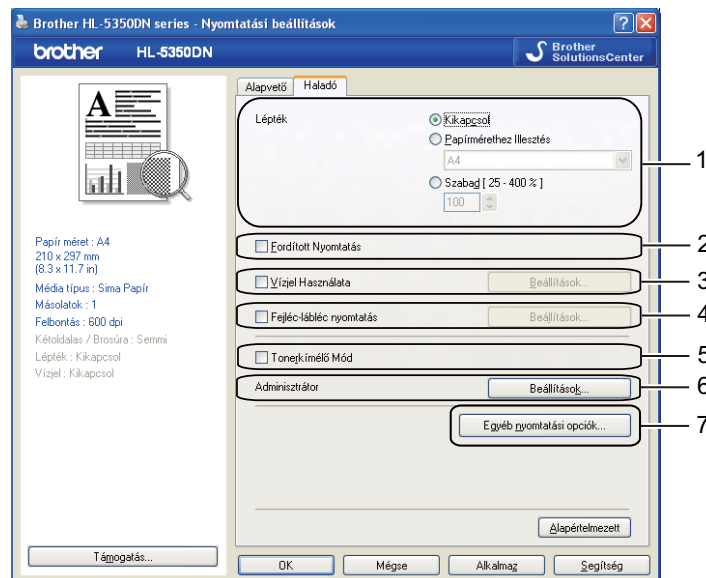 Brother HL-5350DN series - Nyomtatási beállítások
brother HL-5350DN
Brother
SolutionsCenter
Alapvető Haladó
Lépték
Kikapcsol
Papírmérethez Illesztés
A4
Szabad [ 25 - 400 % ]
100
1
Fordított Nyomtatás
2
Vízjel Használata
Beállítások...
3
Fejléc-lábléc nyomtatás
Beállítások...
4
Tonerkímélő Mód
5
Adminisztrátor
Beállítások...
6
Egyéb nyomtatási opciók...
7
A
Papír méret : A4
210 x 297 mm
(8.3 x 11.7 in)
Média típus : Sima Papír
Másolatok : 1
Felbontás : 600 dpi
Kétoldalas / Brosúra : Semmi
Lépték : Kikapcsol
Vízjel : Kikapcsol
Támogatás...
Alapértelmezett
OK Mégse Alkalmaz Segítség